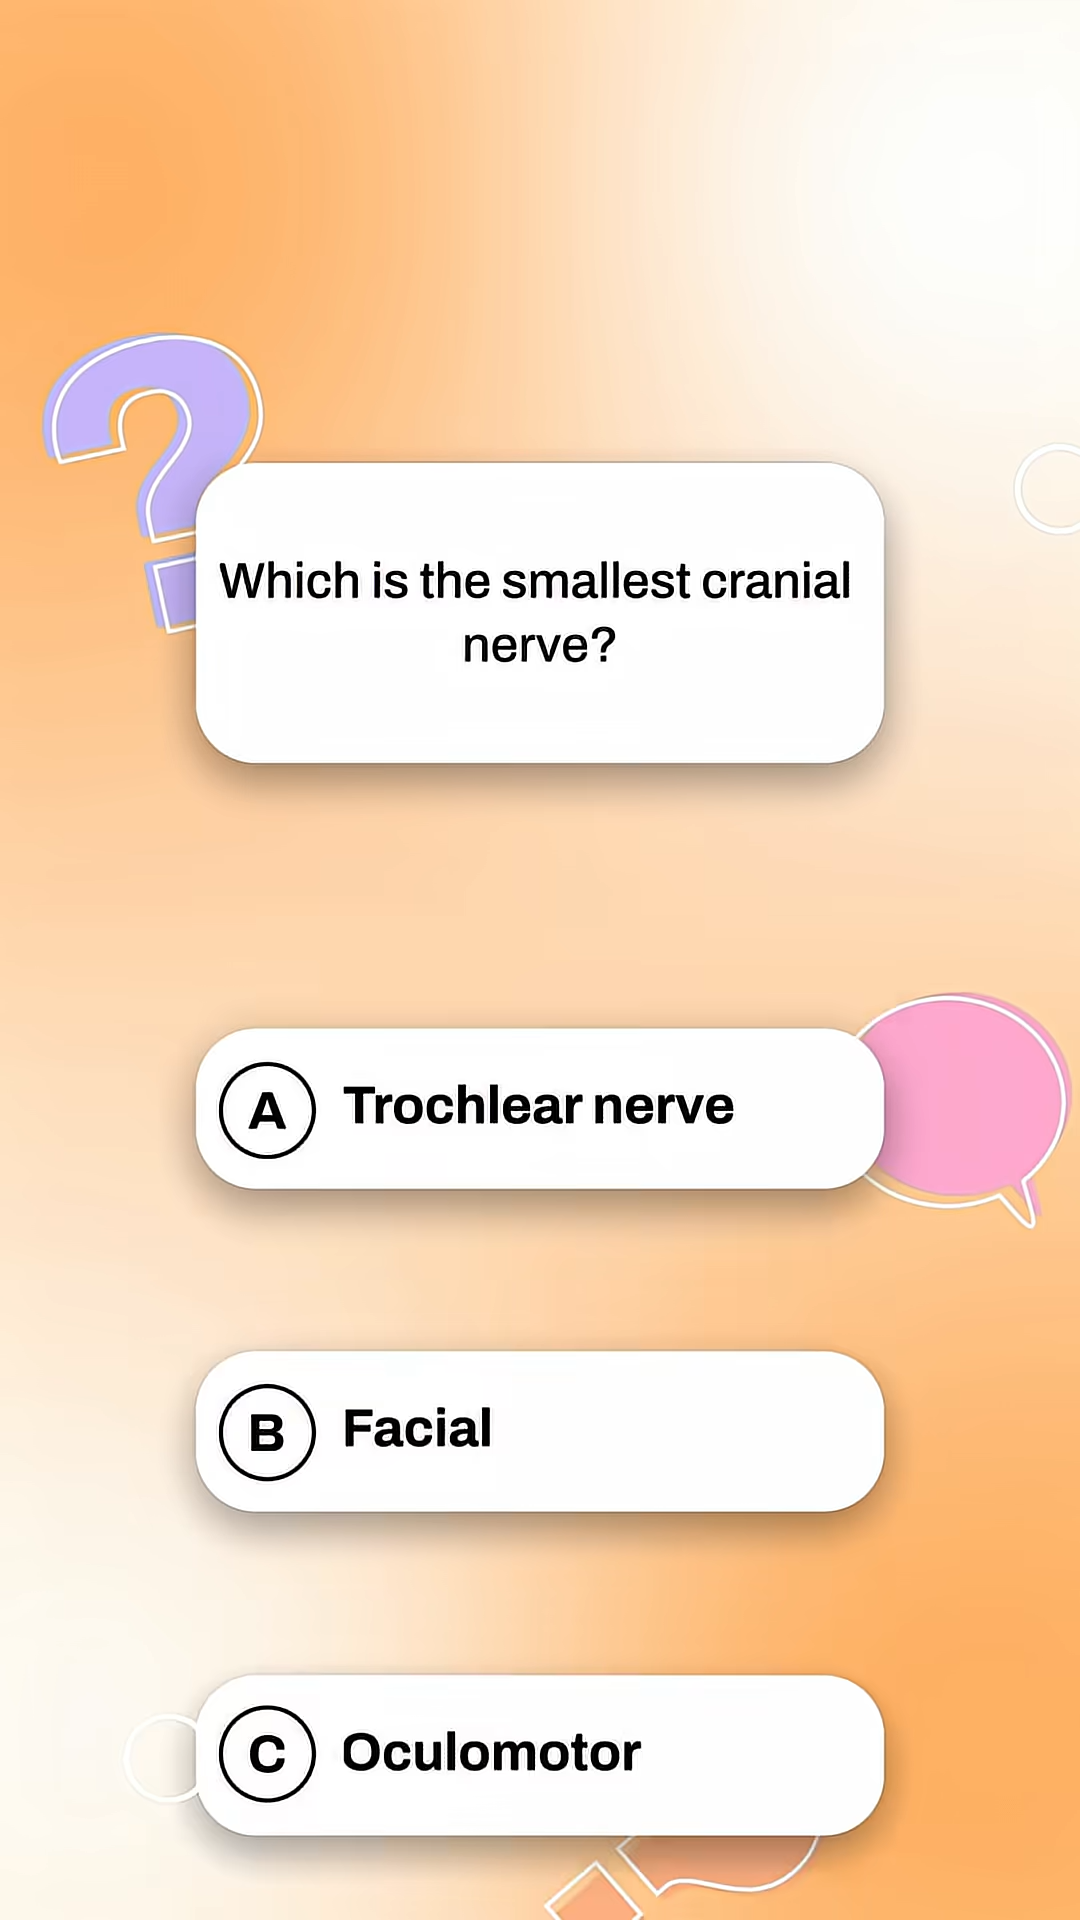 Which is the smallest cranial
nerve?
A Trochlear nerve
B Facial
C Oculomotor